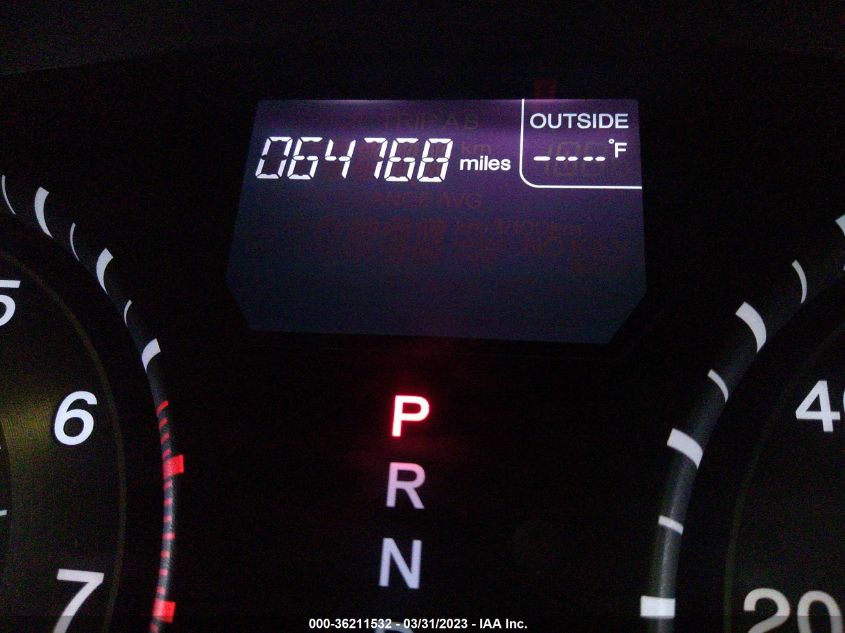 OUTSIDE
064768 miles
----°F
5
6
7
P
R
N
40
20
000-36211532 - 03/31/2023 - IAA Inc.